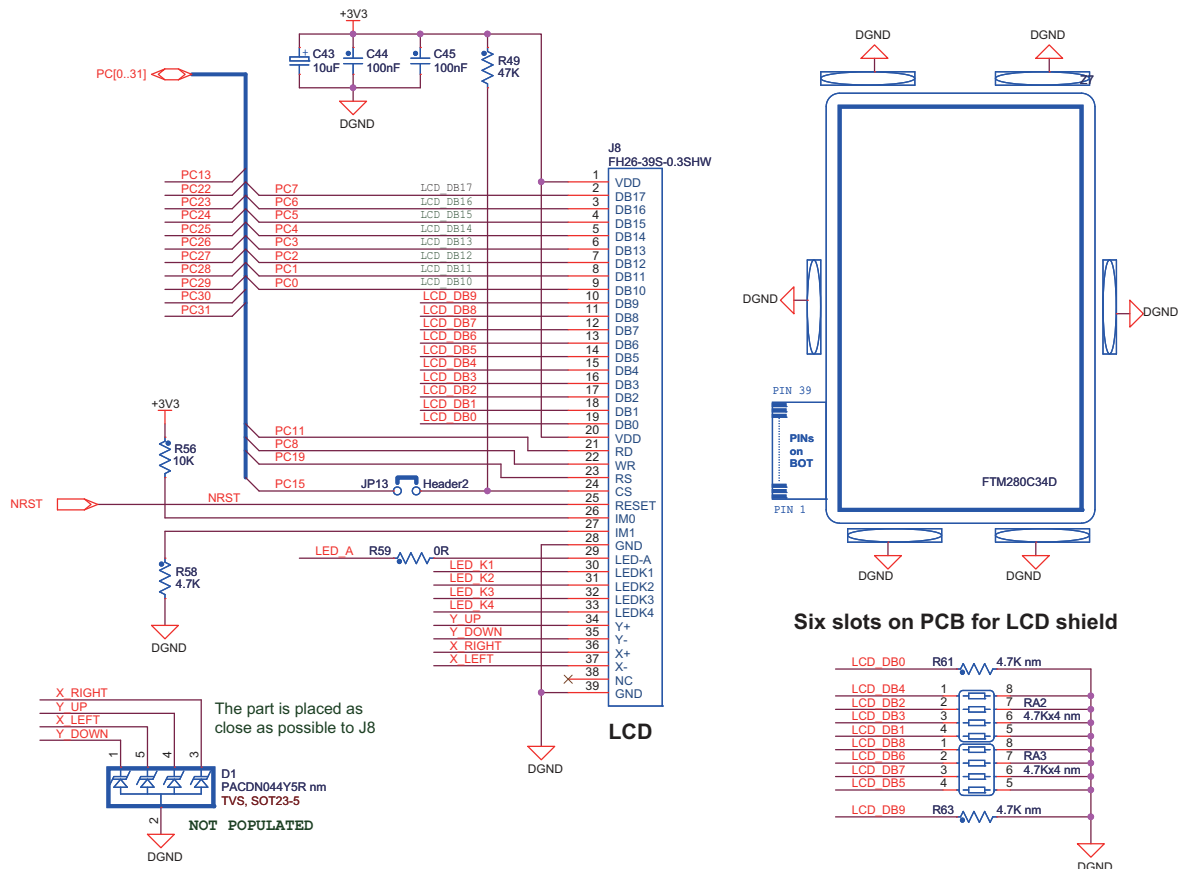 +3V3
C43
10uF
C44
100nF
C45
100nF
R49
47K
DGND
PC[0..31]
PC13
PC22
PC23
PC24
PC25
PC26
PC27
PC28
PC29
PC30
PC31
PC7
PC6
PC5
PC4
PC3
PC2
PC1
PC0
LCD_DB17
LCD_DB16
LCD_DB15
LCD_DB14
LCD_DB13
LCD_DB12
LCD_DB11
LCD_DB10
LCD_DB9
LCD_DB8
LCD_DB7
LCD_DB6
LCD_DB5
LCD_DB4
LCD_DB3
LCD_DB2
LCD_DB1
LCD_DB0
J8
FH26-39S-0.3SHW
1 VDD
2 DB17
3 DB16
4 DB15
5 DB14
6 DB13
7 DB12
8 DB11
9 DB10
10 DB9
11 DB8
12 DB7
13 DB6
14 DB5
15 DB4
16 DB3
17 DB2
18 DB1
19 DB0
20 VDD
21 RD
22 WR
23 RS
24 CS
25 RESET
26 IM0
27 IM1
28 GND
29 LED-A
30 LEDK1
31 LEDK2
32 LEDK3
33 LEDK4
34 Y+
35 Y-
36 X+
37 X-
38 NC
39 GND
LCD
PC11
PC8
PC19
PC15
JP13
Header2
+3V3
R56
10K
NRST
NRST
R58
4.7K
DGND
LED_A
R59
0R
LED_K1
LED_K2
LED_K3
LED_K4
Y_UP
Y_DOWN
X_RIGHT
X_LEFT
DGND
X_RIGHT
Y_UP
X_LEFT
Y_DOWN
The part is placed as
close as possible to J8
1
5
4
3
D1
PACDN044Y5R nm
TVS, SOT23-5
2
NOT POPULATED
DGND
DGND
DGND
Z7
DGND
DGND
PIN 39
PINs
on
BOT
PIN 1
FTM280C34D
DGND
DGND
Six slots on PCB for LCD shield
LCD_DB0 R61 4.7K nm
LCD_DB4 1 8
LCD_DB2 2 7 RA2
LCD_DB3 3 6 4.7Kx4 nm
LCD_DB1 4 5
LCD_DB8 1 8
LCD_DB6 2 7 RA3
LCD_DB7 3 6 4.7Kx4 nm
LCD_DB5 4 5
LCD_DB9 R63 4.7K nm
DGND